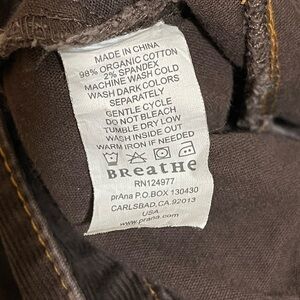 MADE IN CHINA
98% ORGANIC COTTON
2% SPANDEX
MACHINE WASH COLD
WASH DARK COLORS
SEPARATELY
GENTLE CYCLE
DO NOT BLEACH
TUMBLE DRY LOW
WASH INSIDE OUT
WARM IRON IF NEEDED
BReatHe
RN124977
prAna P.O.BOX 130430
CARLSBAD,CA.92013
USA
www.prana.com